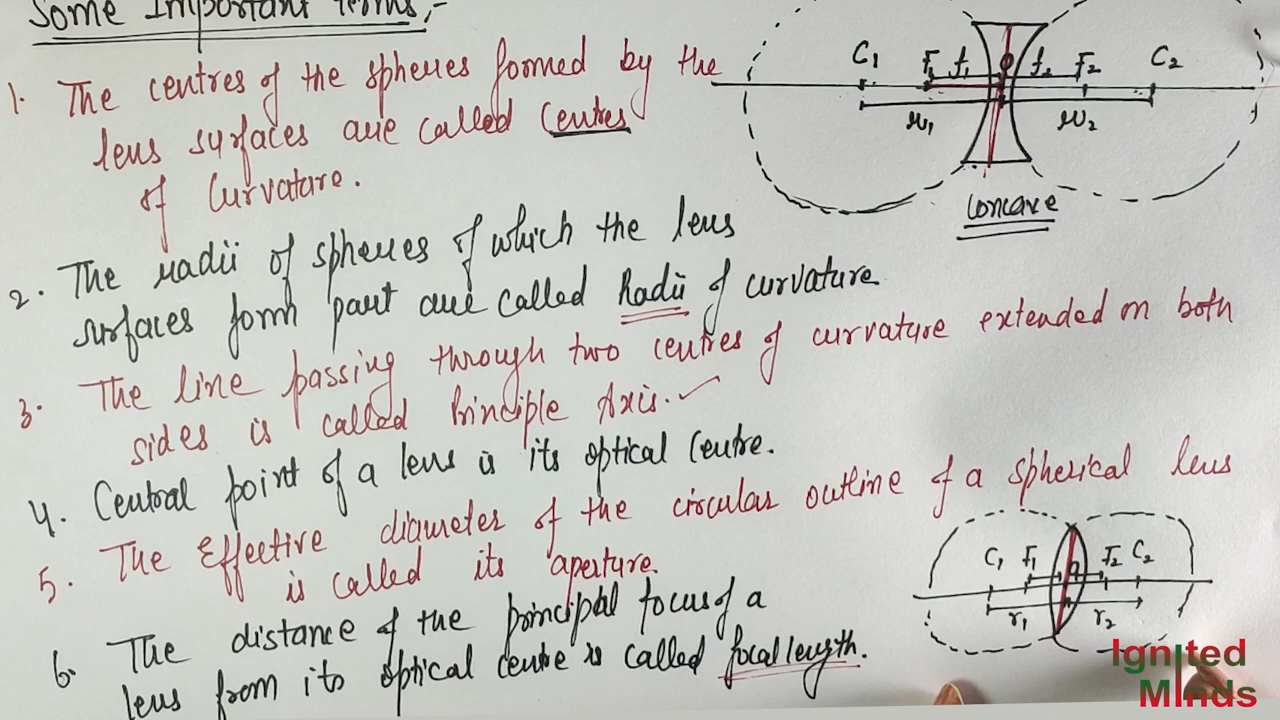 Some Important Terms,-
1. The centres of the spheres formed by the
lens surfaces are called Centres
of Curvature.
2. The radii of spheres of which the lens
surfaces form part are called Radii of curvature
3. The line passing through two centres of curvature extended on both
sides is called Principle Axis.
4. Central point of a lens is its optical Centre.
5. The Effective diameter of the circular outline of a spherical lens
is called its aperture.
6. The distance of the principal focus of a
lens from its optical centre is called focal length.
C1 F1 f1 O f2 F2 C2
r1 r2
Concave
C1 F1 O F2 C2
r1 r2
Ignited
Minds